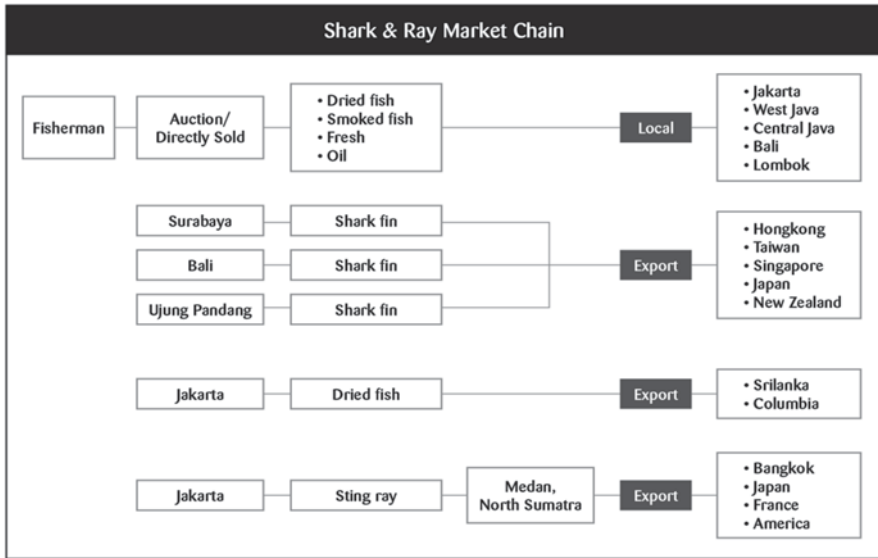 Shark & Ray Market Chain
Fisherman
Auction/
Directly Sold
• Dried fish
• Smoked fish
• Fresh
• Oil
Local
• Jakarta
• West Java
• Central Java
• Bali
• Lombok
Surabaya
Shark fin
Bali
Shark fin
Ujung Pandang
Shark fin
Export
• Hongkong
• Taiwan
• Singapore
• Japan
• New Zealand
Jakarta
Dried fish
Export
• Srilanka
• Columbia
Jakarta
Sting ray
Medan,
North Sumatra
Export
• Bangkok
• Japan
• France
• America